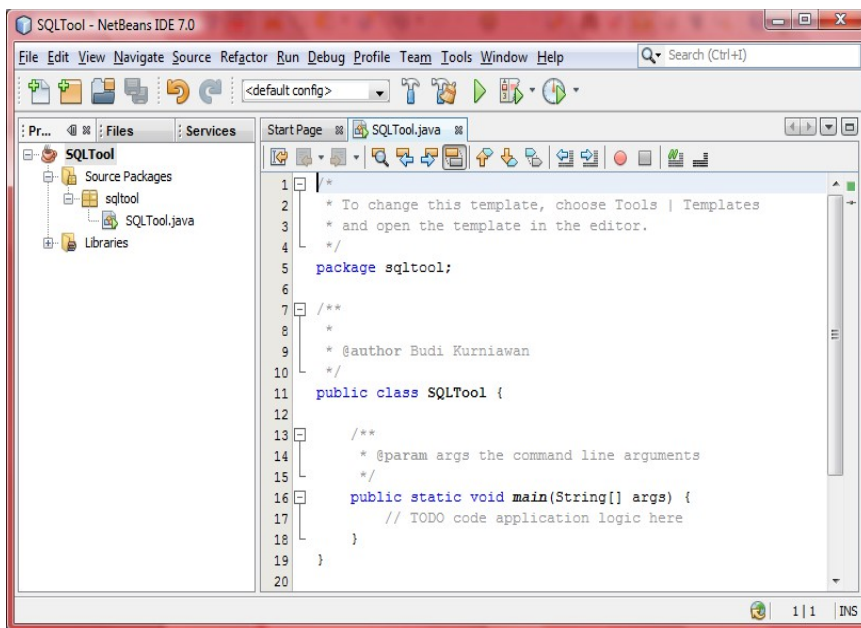 SQLTool - NetBeans IDE 7.0
File Edit View Navigate Source Refactor Run Debug Profile Team Tools Window Help
Search (Ctrl+I)
<default config>
Pr... Files Services
Start Page SQLTool.java
SQLTool
Source Packages
sqltool
SQLTool.java
Libraries
1 /*
2  * To change this template, choose Tools | Templates
3  * and open the template in the editor.
4  */
5 package sqltool;
6
7 /**
8  *
9  * @author Budi Kurniawan
10  */
11 public class SQLTool {
12
13     /**
14      * @param args the command line arguments
15      */
16     public static void main(String[] args) {
17         // TODO code application logic here
18     }
19 }
20
1|1 INS